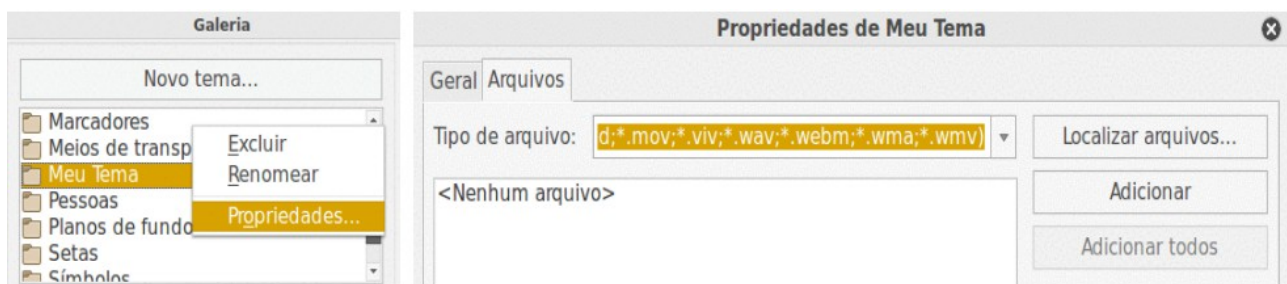 Galeria
Novo tema...
Marcadores
Meios de transp
Meu Tema
Pessoas
Planos de fundo
Setas
Símbolos
Excluir
Renomear
Propriedades...
Propriedades de Meu Tema
Geral Arquivos
Tipo de arquivo: d;*.mov;*.viv;*.wav;*.webm;*.wma;*.wmv) Localizar arquivos...
<Nenhum arquivo>
Adicionar
Adicionar todos